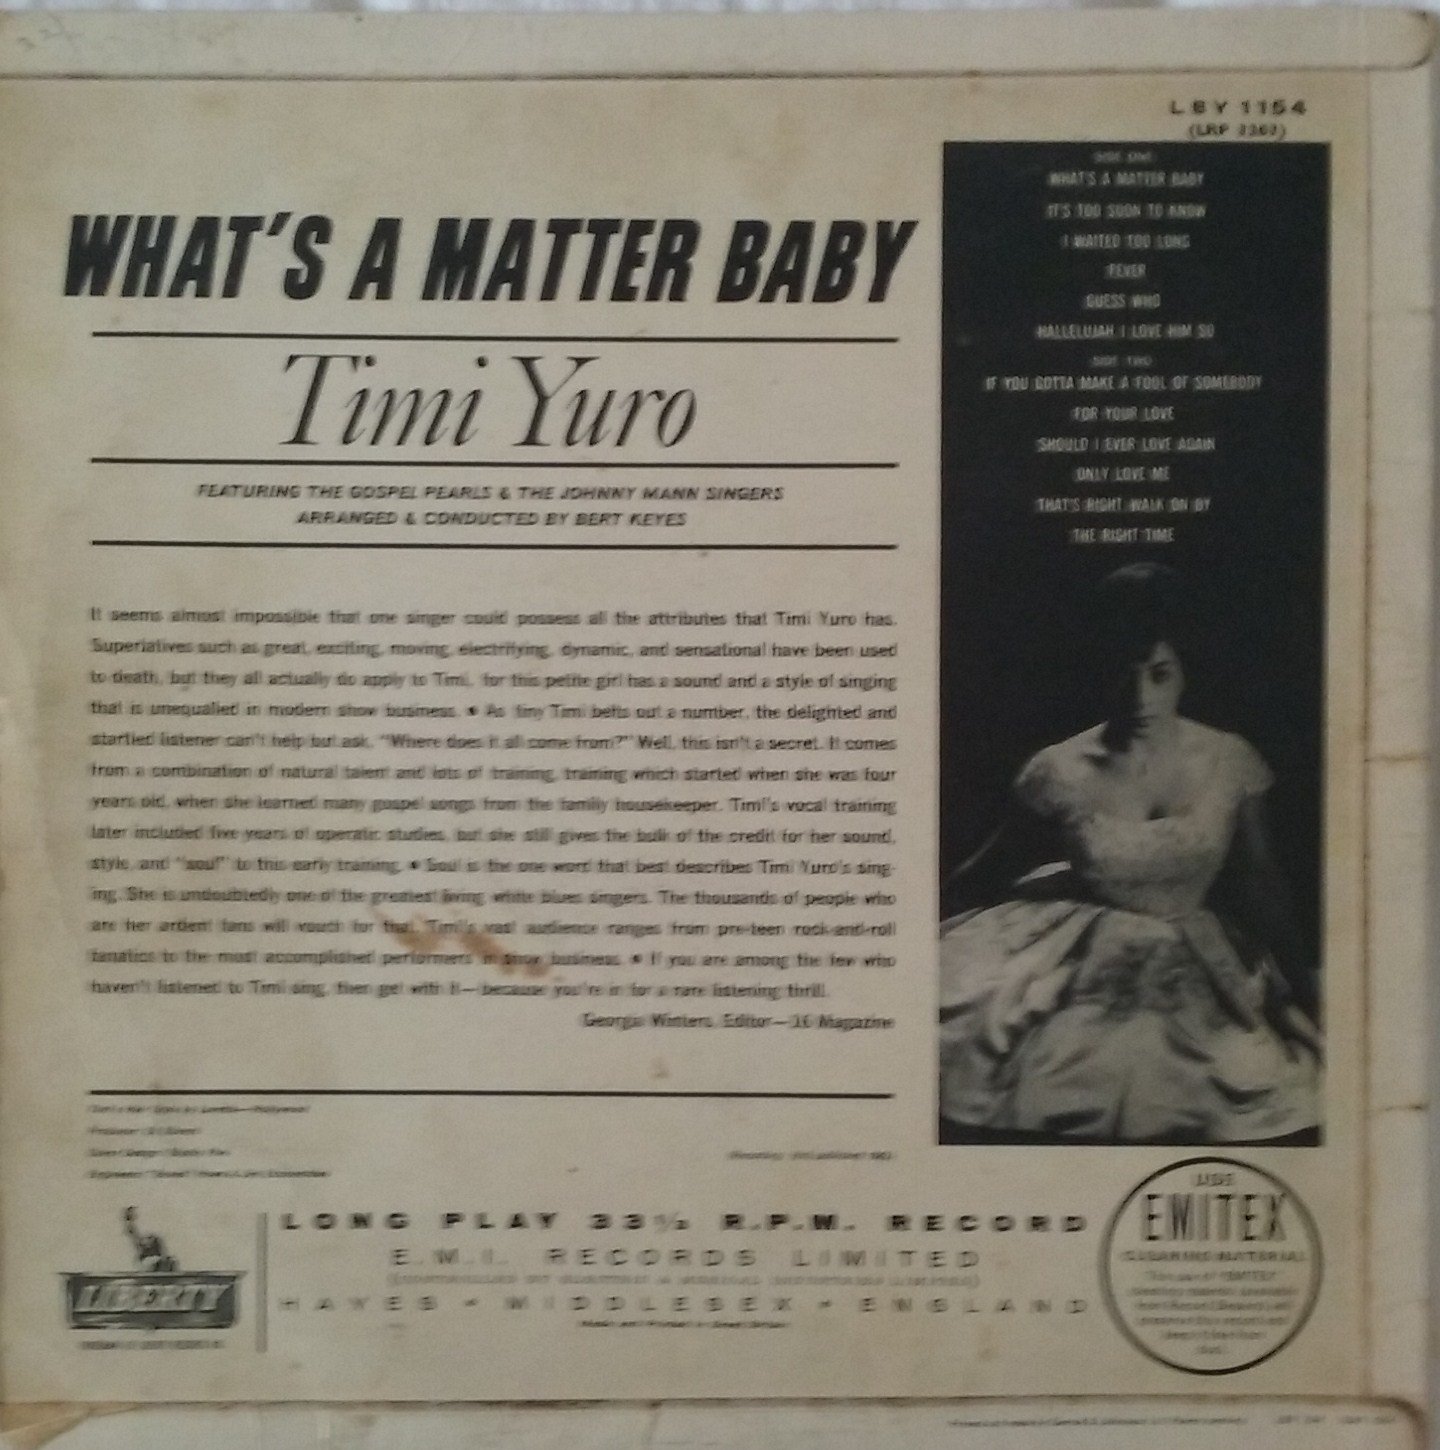 LBY 1154
WHAT'S A MATTER BABY
Timi Yuro
FEATURING THE GOSPEL PEARLS & THE JOHNNY MANN SINGERS
ARRANGED & CONDUCTED BY BERT KEYES
SIDE ONE
WHAT'S A MATTER BABY
IT'S TOO SOON TO KNOW
I WAITED TOO LONG
FEVER
GUESS WHO
HALLELUJAH I LOVE HIM SO
SIDE TWO
IF YOU GOTTA MAKE A FOOL OF SOMEBODY
FOR YOUR LOVE
SHOULD I EVER LOVE AGAIN
ONLY LOVE ME
THAT'S RIGHT WALK ON BY
THE RIGHT TIME
It seems almost impossible that one singer could possess all the attributes that Timi Yuro has.
Superlatives such as great, exciting, moving, electrifying, dynamic, and sensational have been used
to death, but they all actually do apply to Timi, for this petite girl has a sound and a style of singing
that is unequalled in modern show business. • As tiny Timi belts out a number, the delighted and
startled listener can't help but ask, "Where does it all come from?" Well, this isn't a secret. It comes
from a combination of natural talent and lots of training, training which started when she was four
years old, when she learned many gospel songs from the family housekeeper. Timi's vocal training
later included five years of operatic studies, but she still gives the bulk of the credit for her sound,
style, and "soul" to this early training. • Soul is the one word that best describes Timi Yuro's sing-
ing. She is undoubtedly one of the greatest living white blues singers. The thousands of people who
are her ardent fans will vouch for that. Timi's vast audience ranges from pre-teen rock-and-roll
fanatics to the most accomplished performers in show business. • If you are among the few who
haven't listened to Timi sing, then get with it—because you're in for a rare listening thrill.
Georgia Winters, Editor—16 Magazine
LIBERTY
LONG PLAY 33⅓ R.P.M. RECORD
E.M.I. RECORDS LIMITED
HAYES • MIDDLESEX • ENGLAND
USE
EMITEX
CLEANING MATERIAL